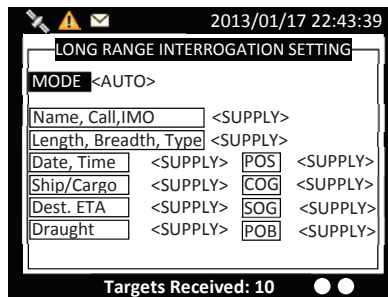 2013/01/17 22:43:39
LONG RANGE INTERROGATION SETTING
MODE <AUTO>
Name, Call,IMO <SUPPLY>
Length, Breadth, Type <SUPPLY>
Date, Time <SUPPLY> POS <SUPPLY>
Ship/Cargo <SUPPLY> COG <SUPPLY>
Dest. ETA <SUPPLY> SOG <SUPPLY>
Draught <SUPPLY> POB <SUPPLY>
Targets Received: 10